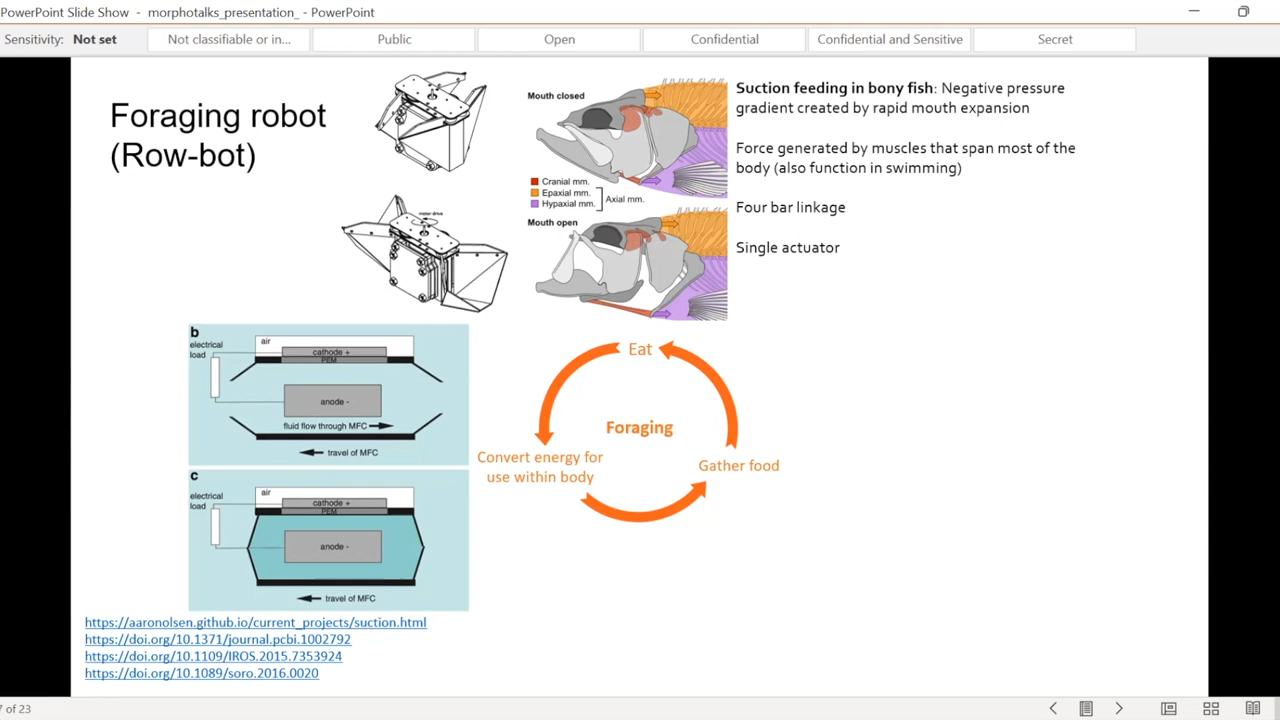 PowerPoint Slide Show - morphotalks_presentation_ - PowerPoint
Sensitivity: Not set
Not classifiable or in...
Public
Open
Confidential
Confidential and Sensitive
Secret
Foraging robot
(Row-bot)
motor drive
Mouth closed
Cranial mm.
Epaxial mm.
Hypaxial mm.
Axial mm.
Mouth open
Suction feeding in bony fish: Negative pressure
gradient created by rapid mouth expansion
Force generated by muscles that span most of the
body (also function in swimming)
Four bar linkage
Single actuator
b
electrical
load
air
cathode +
PEM
anode -
fluid flow through MFC
travel of MFC
c
electrical
load
air
cathode +
PEM
anode -
travel of MFC
Eat
Foraging
Convert energy for
use within body
Gather food
https://aaronolsen.github.io/current_projects/suction.html
https://doi.org/10.1371/journal.pcbi.1002792
https://doi.org/10.1109/IROS.2015.7353924
https://doi.org/10.1089/soro.2016.0020
7 of 23